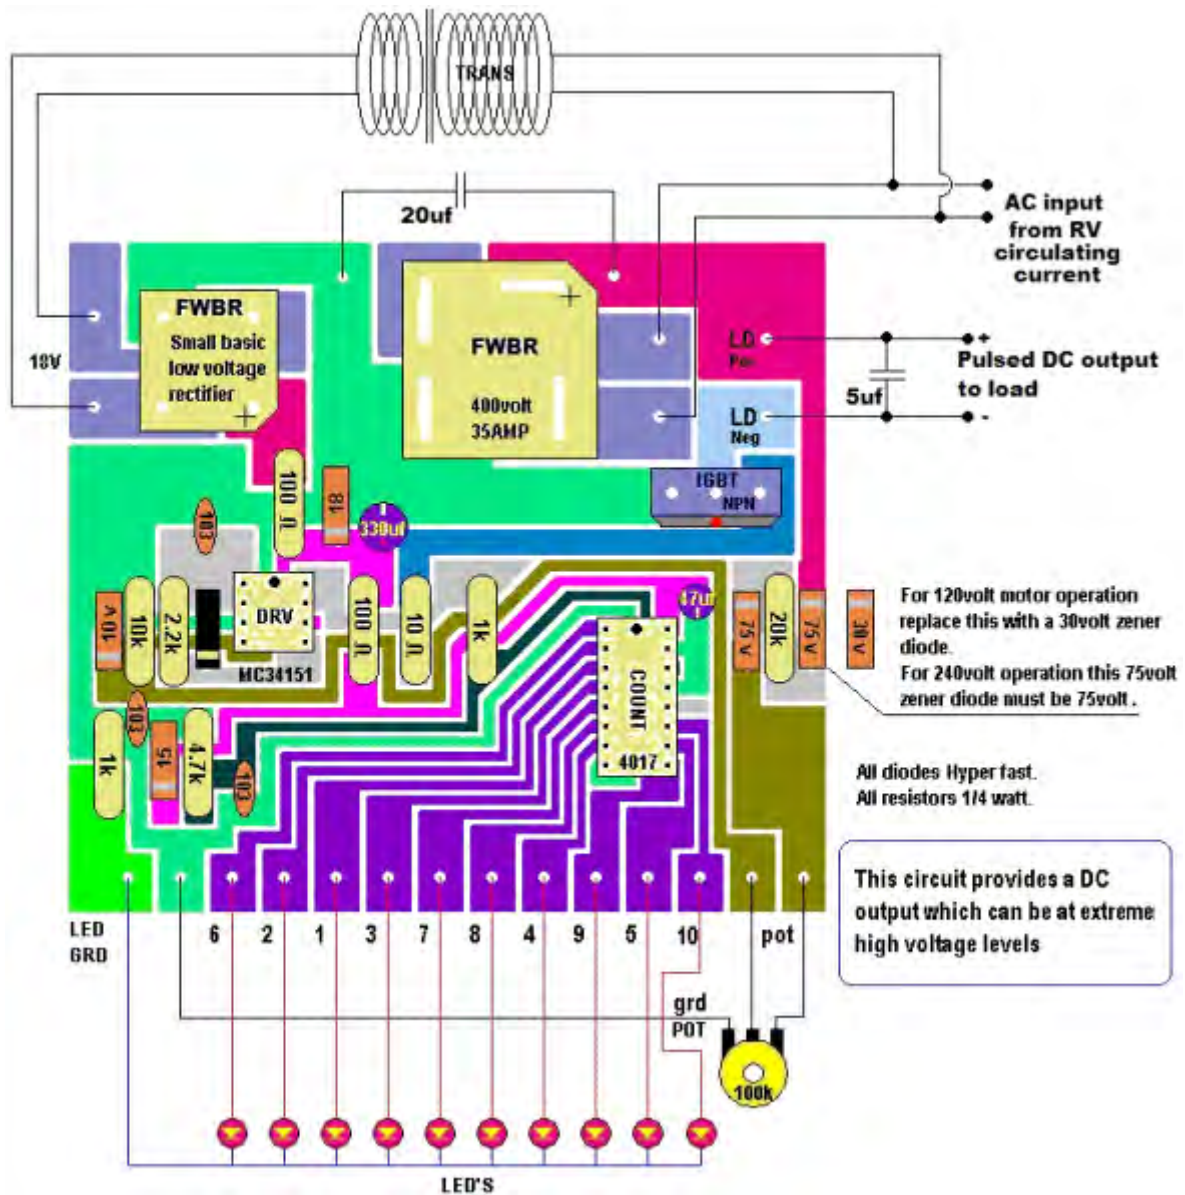 TRANS
20uf
AC input
from RV
circulating
current
FWBR
Small basic
low voltage
rectifier
18V
FWBR
400volt
35AMP
LD
Pos
LD
Neg
5uf
Pulsed DC output
to load
IGBT
NPN
100 Ω
18
330uf
103
10k
2.2k
DRV
MC34151
100 Ω
10 Ω
1k
47uf
75v
20k
75v
30v
For 120volt motor operation
replace this with a 30volt zener
diode.
For 240volt operation this 75volt
zener diode must be 75volt .
COUNT
4017
103
1k
15
4.7k
103
All diodes Hyper fast.
All resistors 1/4 watt.
This circuit provides a DC
output which can be at extreme
high voltage levels
LED
GRD
6 2 1 3 7 8 4 9 5 10 pot
grd
POT
100k
LED'S